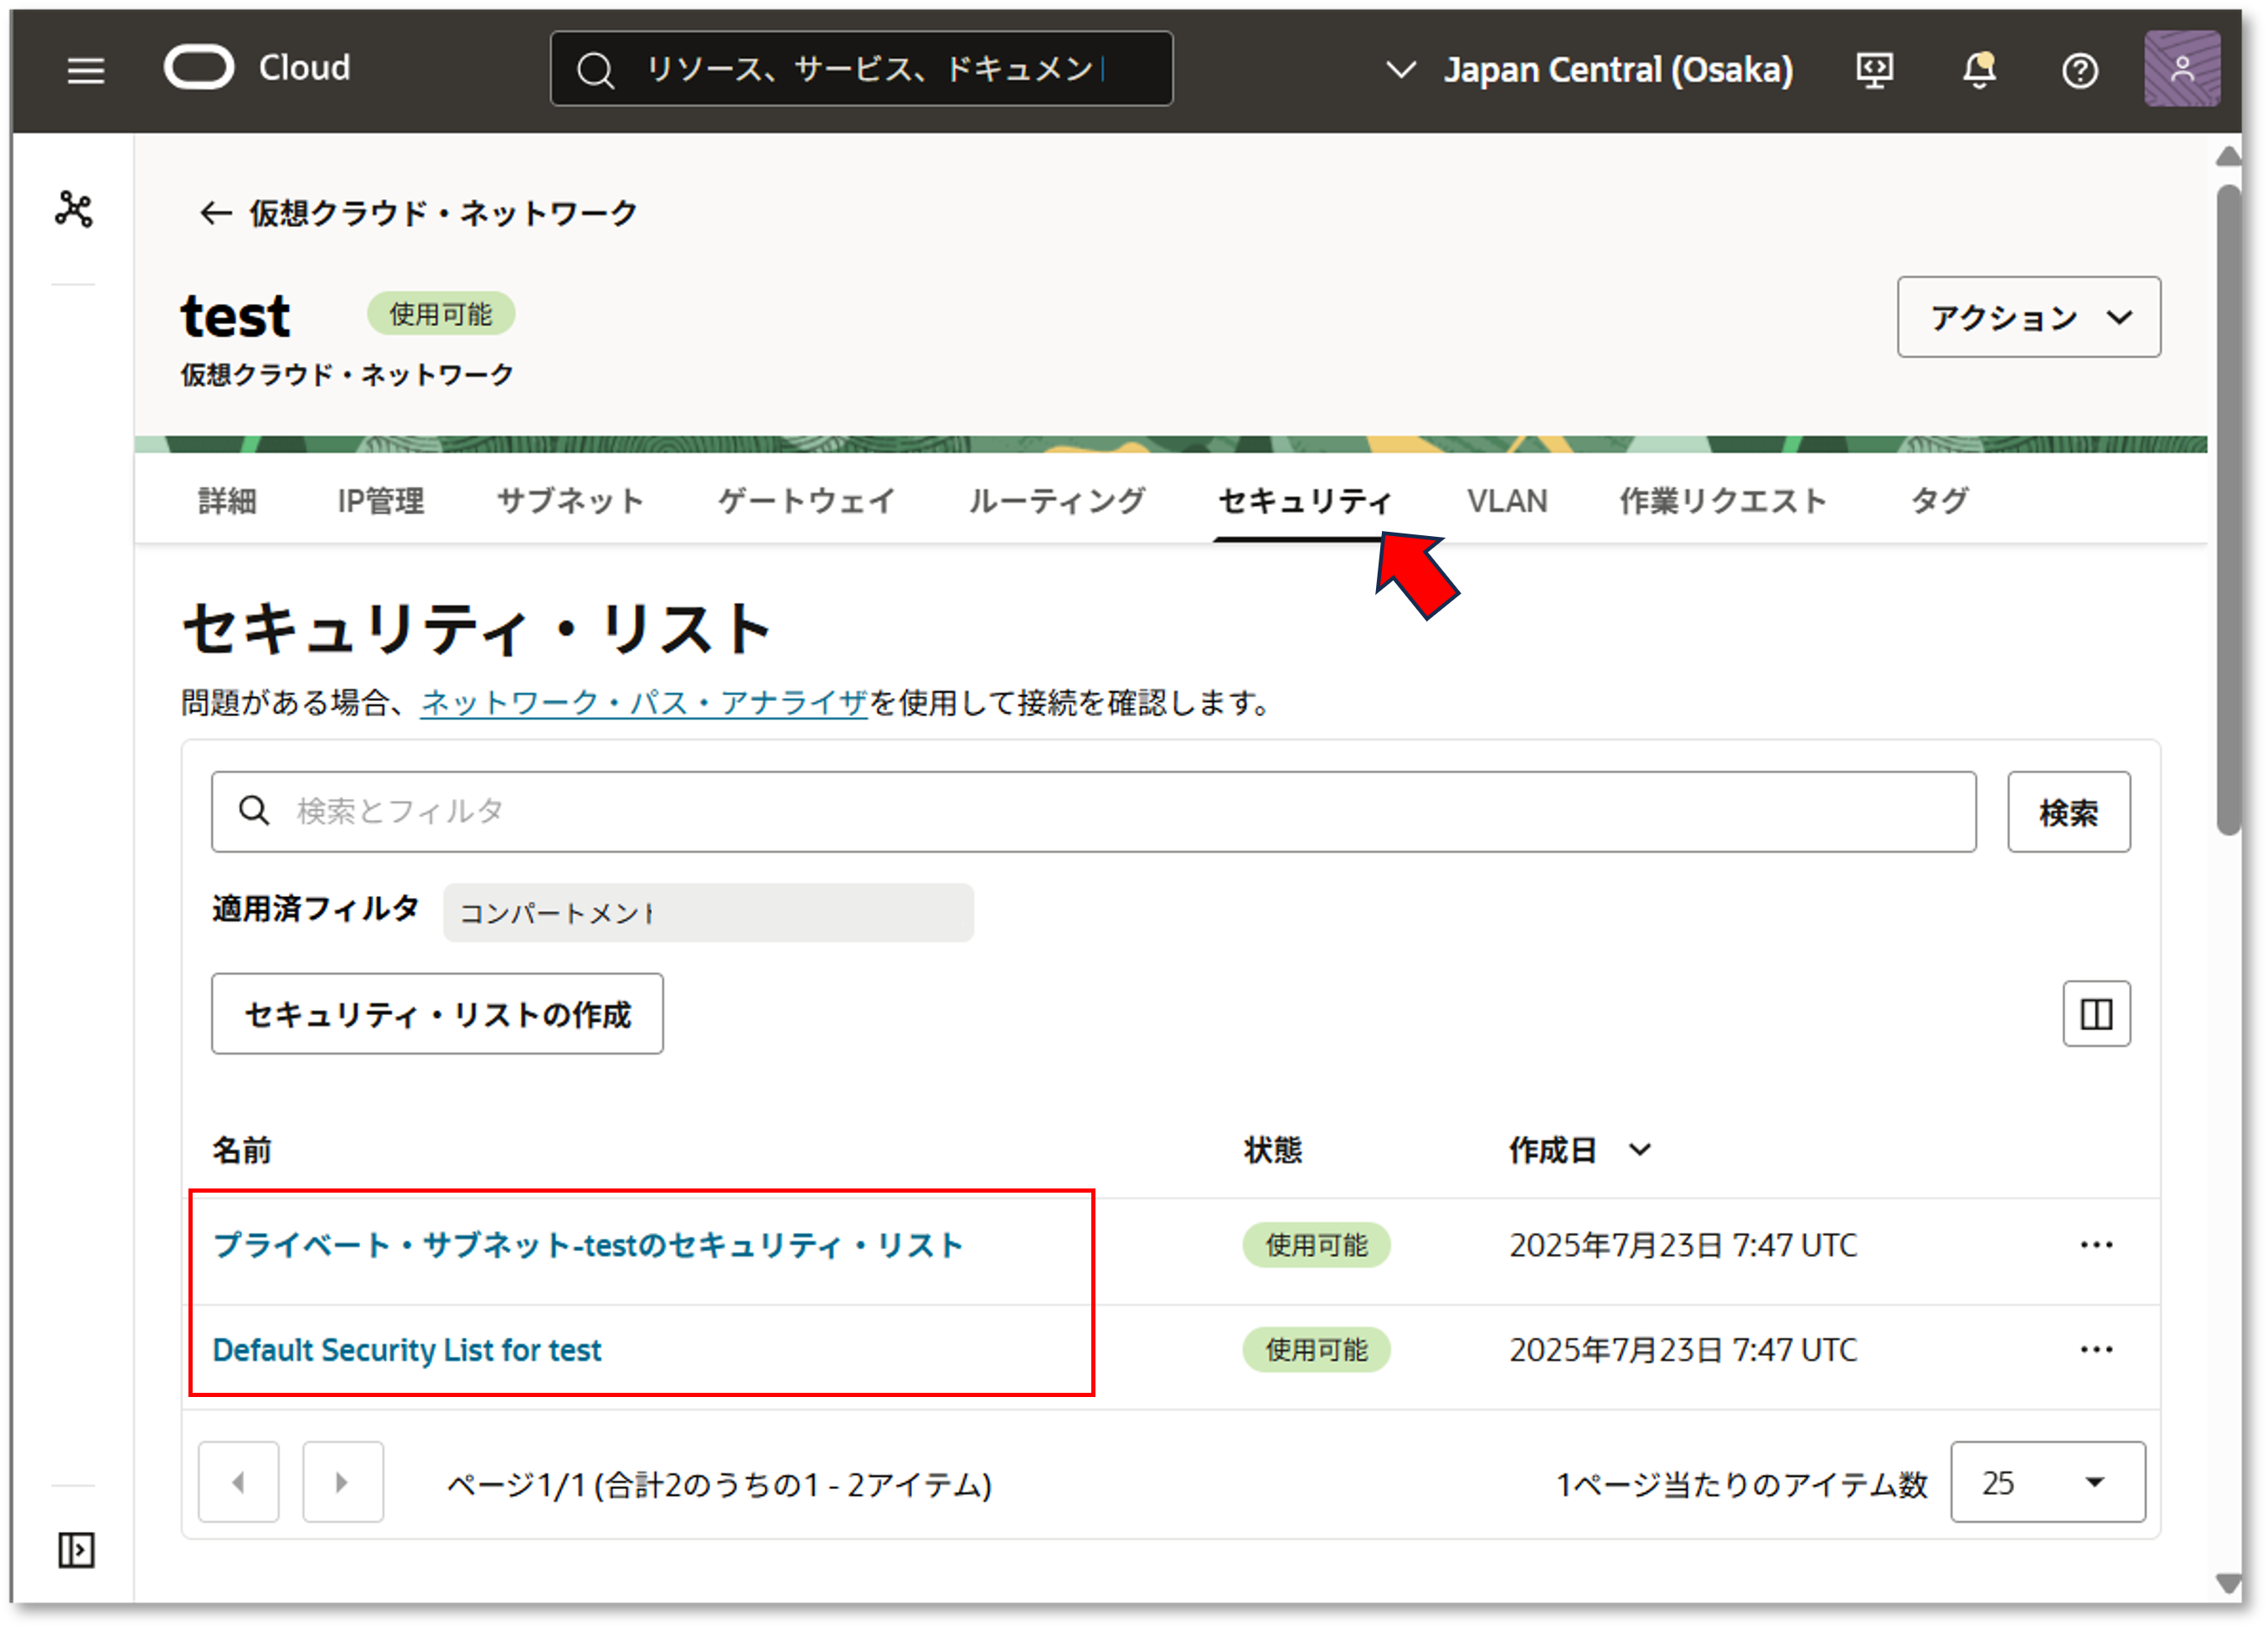 Cloud
リソース、サービス、ドキュメン
Japan Central (Osaka)
仮想クラウド・ネットワーク
test
使用可能
アクション
仮想クラウド・ネットワーク
詳細
IP管理
サブネット
ゲートウェイ
ルーティング
セキュリティ
VLAN
作業リクエスト
タグ
セキュリティ・リスト
問題がある場合、ネットワーク・パス・アナライザを使用して接続を確認します。
検索とフィルタ
検索
適用済フィルタ
コンパートメント
セキュリティ・リストの作成
名前
状態
作成日
プライベート・サブネット-testのセキュリティ・リスト
使用可能
2025年7月23日 7:47 UTC
Default Security List for test
使用可能
2025年7月23日 7:47 UTC
ページ1/1 (合計2のうちの1 - 2アイテム)
1ページ当たりのアイテム数
25